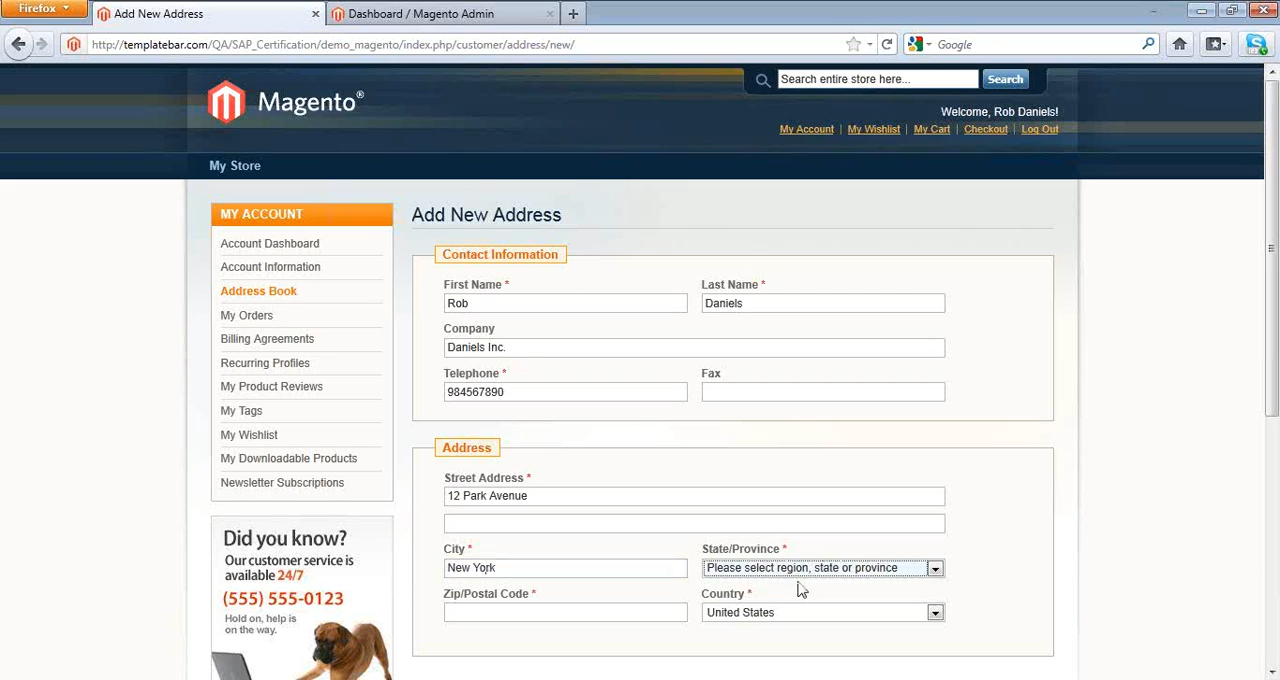 Firefox
Add New Address
Dashboard / Magento Admin
http://templatebar.com/QA/SAP_Certification/demo_magento/index.php/customer/address/new/
Google
Magento®
Search entire store here...
Search
Welcome, Rob Daniels!
My Account | My Wishlist | My Cart | Checkout | Log Out
My Store
MY ACCOUNT
Account Dashboard
Account Information
Address Book
My Orders
Billing Agreements
Recurring Profiles
My Product Reviews
My Tags
My Wishlist
My Downloadable Products
Newsletter Subscriptions
Did you know?
Our customer service is
available 24/7
(555) 555-0123
Hold on, help is
on the way.
Add New Address
Contact Information
First Name *
Last Name *
Rob
Daniels
Company
Daniels Inc.
Telephone *
Fax
984567890
Address
Street Address *
12 Park Avenue
City *
State/Province *
New York
Please select region, state or province
Zip/Postal Code *
Country *
United States